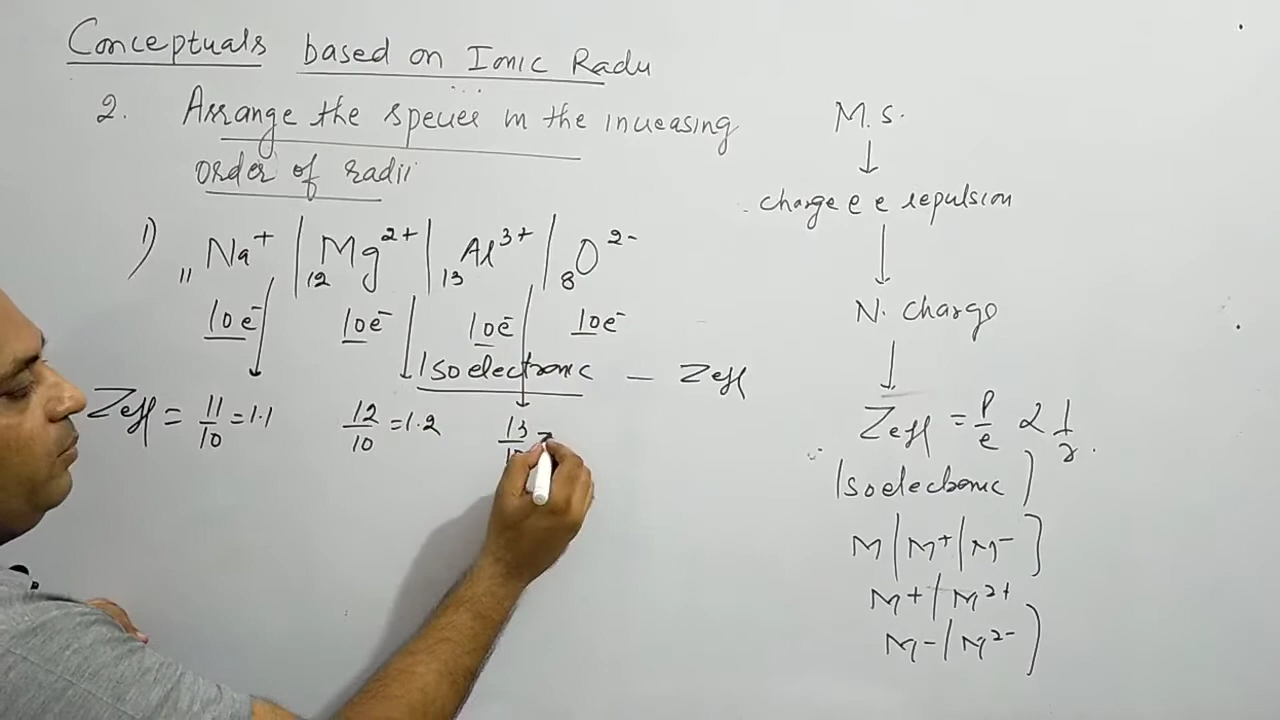 Conceptuals based on Ionic Radii
2. Arrange the species in the increasing
order of radii
1) 11Na+ | 12Mg2+ | 13Al3+ | 8O2-
10e- 10e- 10e- 10e-
Isoelectronic — Zeff
Zeff = 11/10 = 1.1 12/10 = 1.2 13/10 =
M.S.
↓
charge e e repulsion
↓
N. charge
↓
Zeff = P/e ∝ 1/r.
Isoelectronic )
M | M+ | M- )
M+ | M2+
M- | M2- )